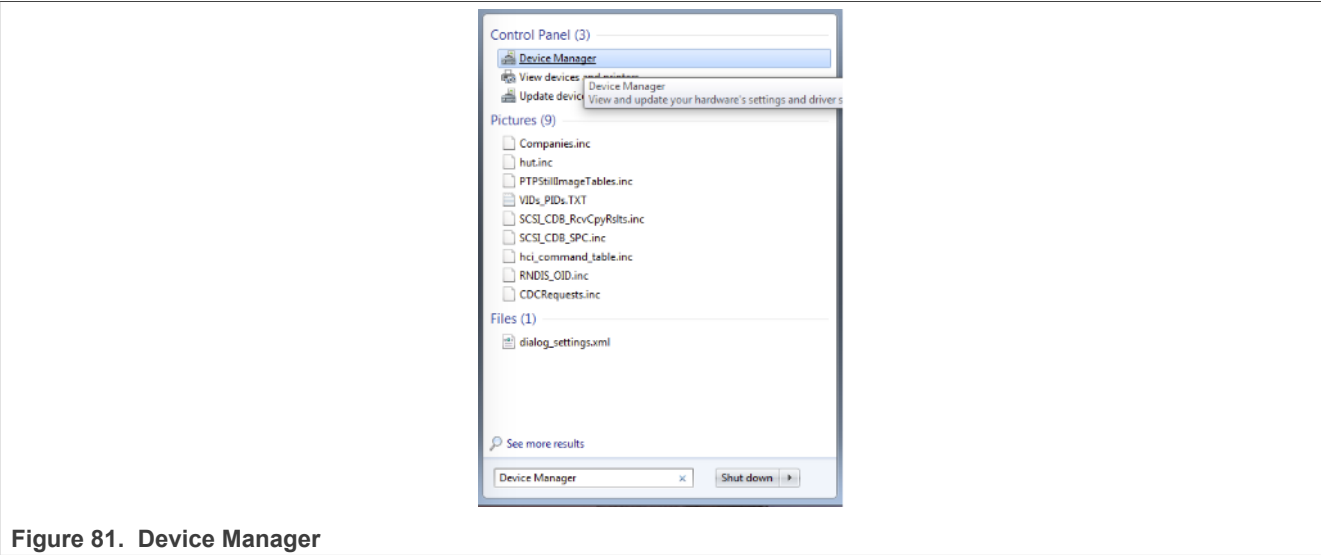 Control Panel (3)
Device Manager
View devices and printers
Device Manager
Update device
View and update your hardware's settings and driver s
Pictures (9)
Companies.inc
hut.inc
PTPStillImageTables.inc
VIDs_PIDs.TXT
SCSI_CDB_RcvCpyRslts.inc
SCSI_CDB_SPC.inc
hci_command_table.inc
RNDIS_OID.inc
CDCRequests.inc
Files (1)
dialog_settings.xml
See more results
Device Manager
Shut down
Figure 81. Device Manager